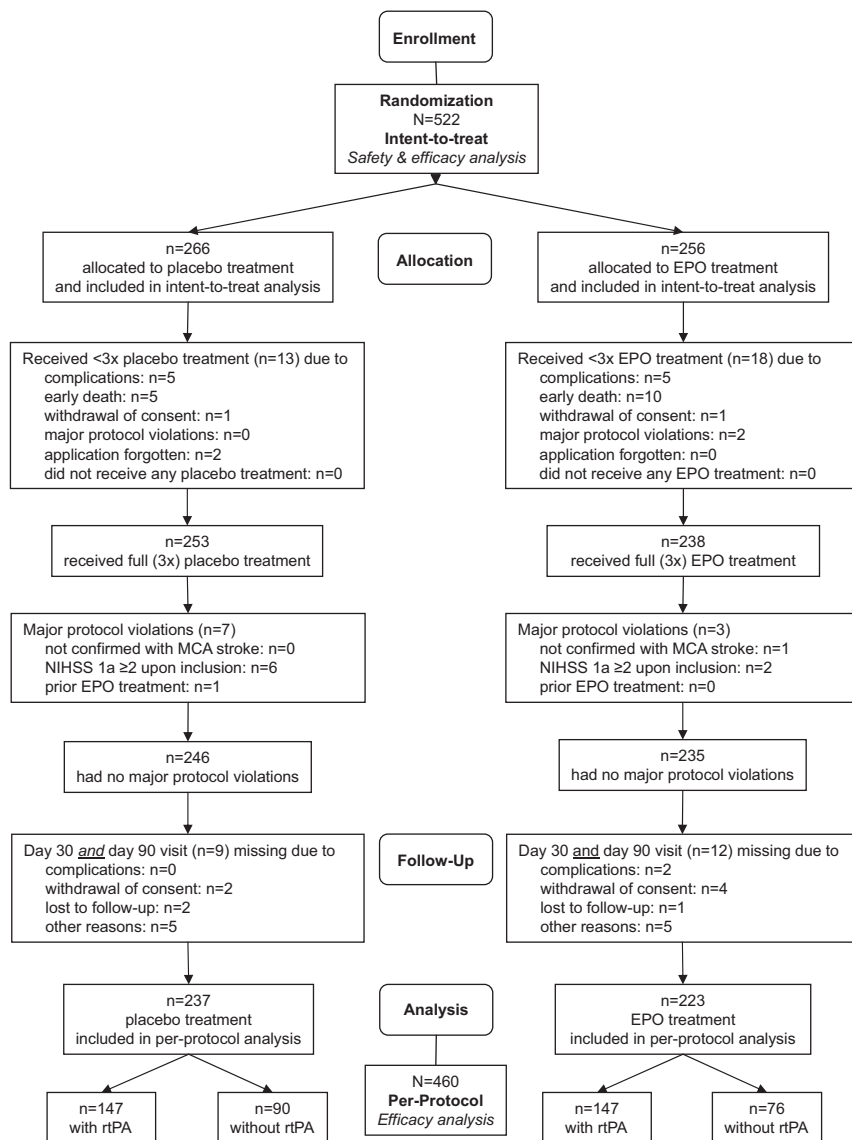 Enrollment
Randomization
N=522
Intent-to-treat
Safety & efficacy analysis
n=266
allocated to placebo treatment
and included in intent-to-treat analysis
Allocation
n=256
allocated to EPO treatment
and included in intent-to-treat analysis
Received <3x placebo treatment (n=13) due to
complications: n=5
early death: n=5
withdrawal of consent: n=1
major protocol violations: n=0
application forgotten: n=2
did not receive any placebo treatment: n=0
Received <3x EPO treatment (n=18) due to
complications: n=5
early death: n=10
withdrawal of consent: n=1
major protocol violations: n=2
application forgotten: n=0
did not receive any EPO treatment: n=0
n=253
received full (3x) placebo treatment
n=238
received full (3x) EPO treatment
Major protocol violations (n=7)
not confirmed with MCA stroke: n=0
NIHSS 1a ≥2 upon inclusion: n=6
prior EPO treatment: n=1
Major protocol violations (n=3)
not confirmed with MCA stroke: n=1
NIHSS 1a ≥2 upon inclusion: n=2
prior EPO treatment: n=0
n=246
had no major protocol violations
n=235
had no major protocol violations
Day 30 and day 90 visit (n=9) missing due to
complications: n=0
withdrawal of consent: n=2
lost to follow-up: n=2
other reasons: n=5
Follow-Up
Day 30 and day 90 visit (n=12) missing due to
complications: n=2
withdrawal of consent: n=4
lost to follow-up: n=1
other reasons: n=5
n=237
placebo treatment
included in per-protocol analysis
Analysis
n=223
EPO treatment
included in per-protocol analysis
N=460
Per-Protocol
Efficacy analysis
n=147
with rtPA
n=90
without rtPA
n=147
with rtPA
n=76
without rtPA